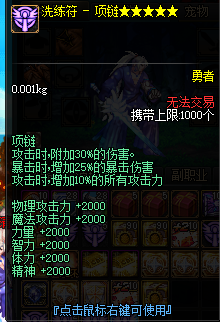 洗练符 - 项链★★★★★
勇者
0.001kg
无法交易
携带上限:1000个
项链
攻击时,附加30%的伤害。
暴击时,增加25%的暴击伤害
攻击时,增加10%的所有攻击力
物理攻击力 +2000
魔法攻击力 +2000
力量 +2000
智力 +2000
体力 +2000
精神 +2000
『点击鼠标右键可使用』